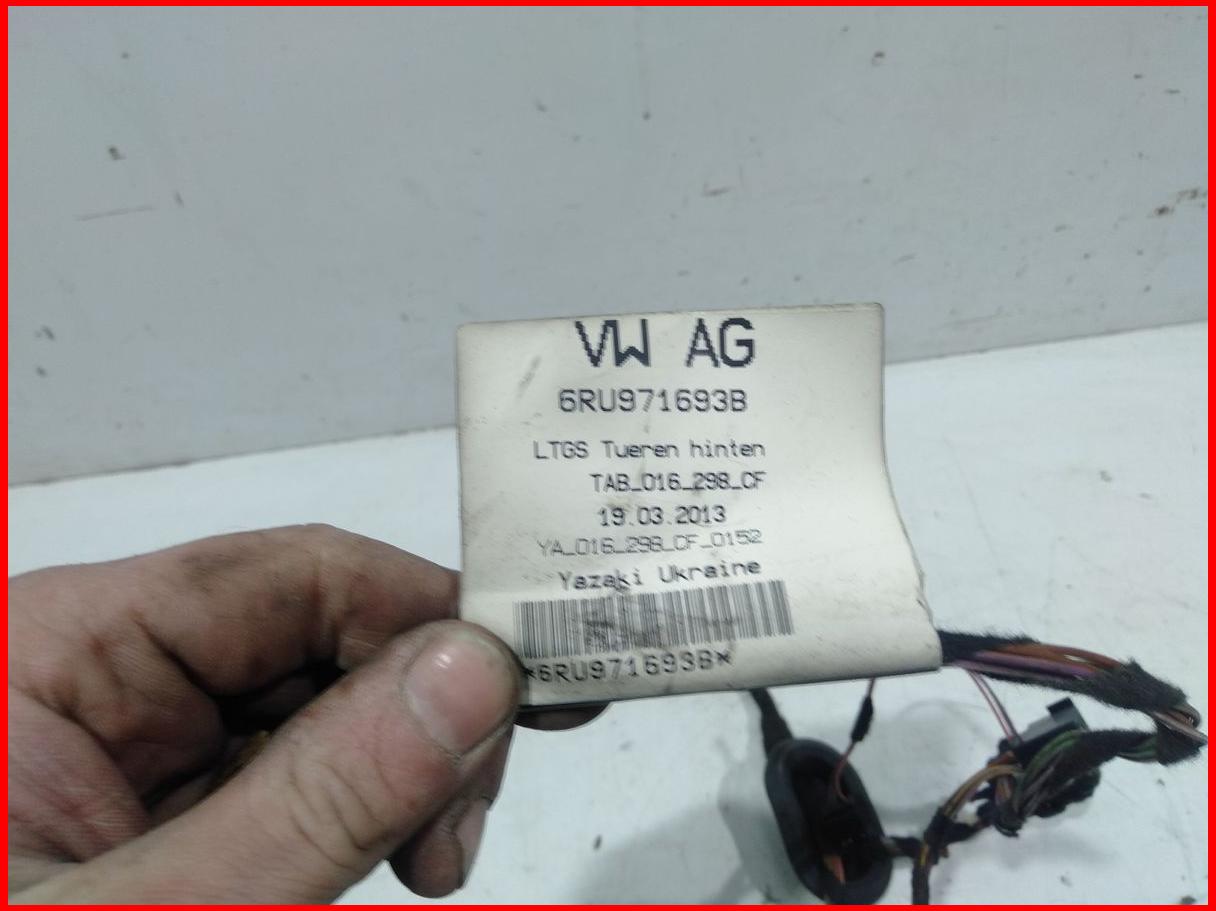 VW AG
6RU971693B
LTGS Tueren hinten
TAB_016_298_CF
19.03.2013
YA_016_298_CF_0152
Yazaki Ukraine
*6RU971693B*